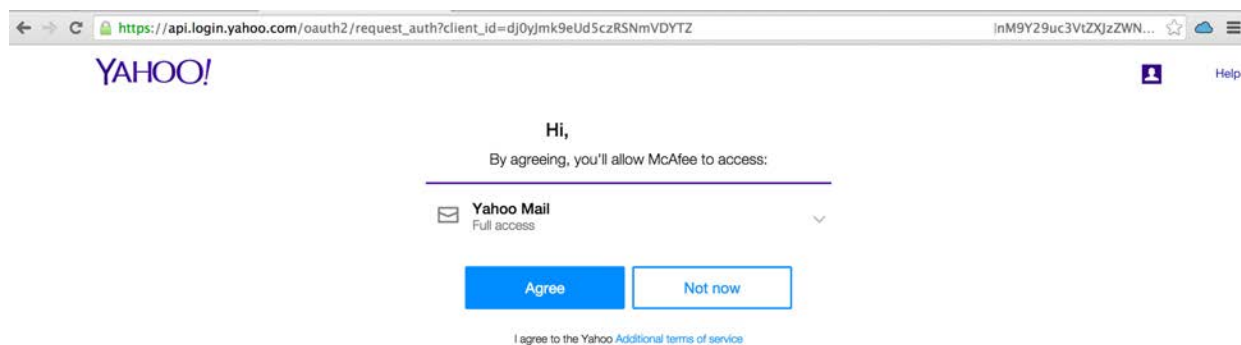 https://api.login.yahoo.com/oauth2/request_auth?client_id=dj0yJmk9eUd5czRSNmVDYTZ lnM9Y29uc3VtZXJzZWN...
YAHOO!
Help
Hi,
By agreeing, you'll allow McAfee to access:
Yahoo Mail
Full access
Agree Not now
I agree to the Yahoo Additional terms of service